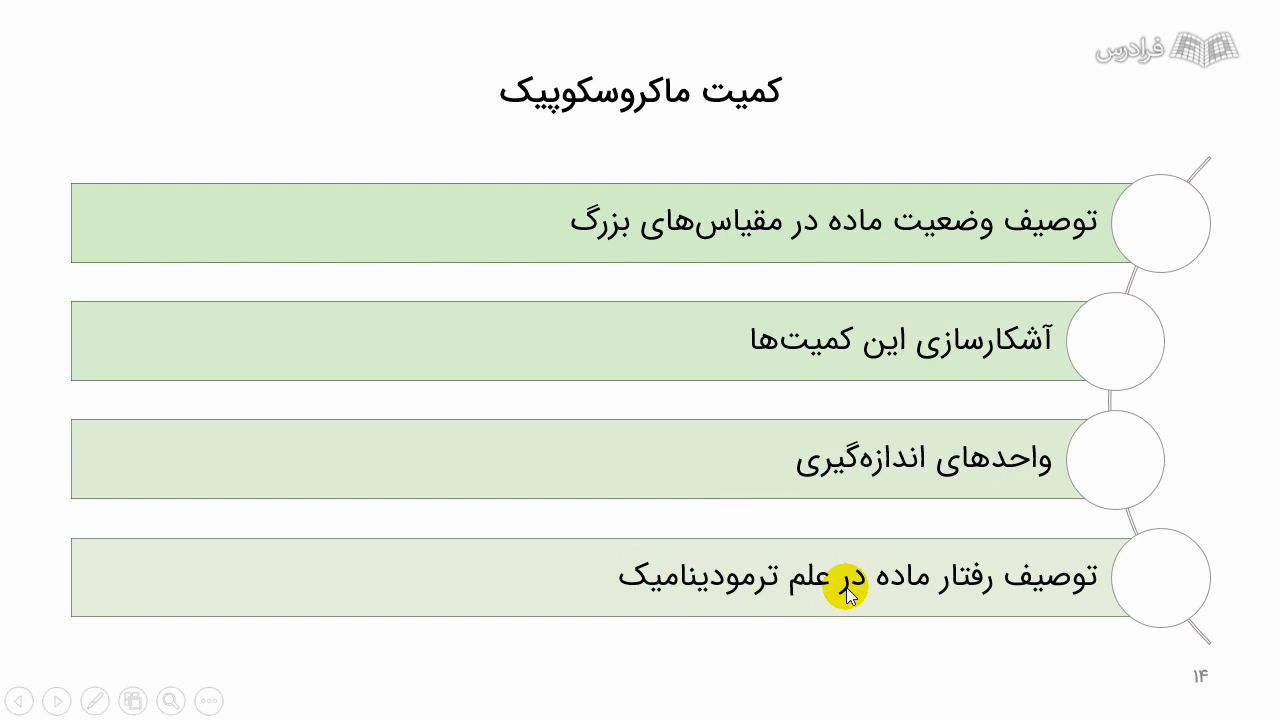 فرادرس
کمیت ماکروسکوپیک
توصیف وضعیت ماده در مقیاس‌های بزرگ
آشکارسازی این کمیت‌ها
واحدهای اندازه‌گیری
توصیف رفتار ماده در علم ترمودینامیک
۱۴